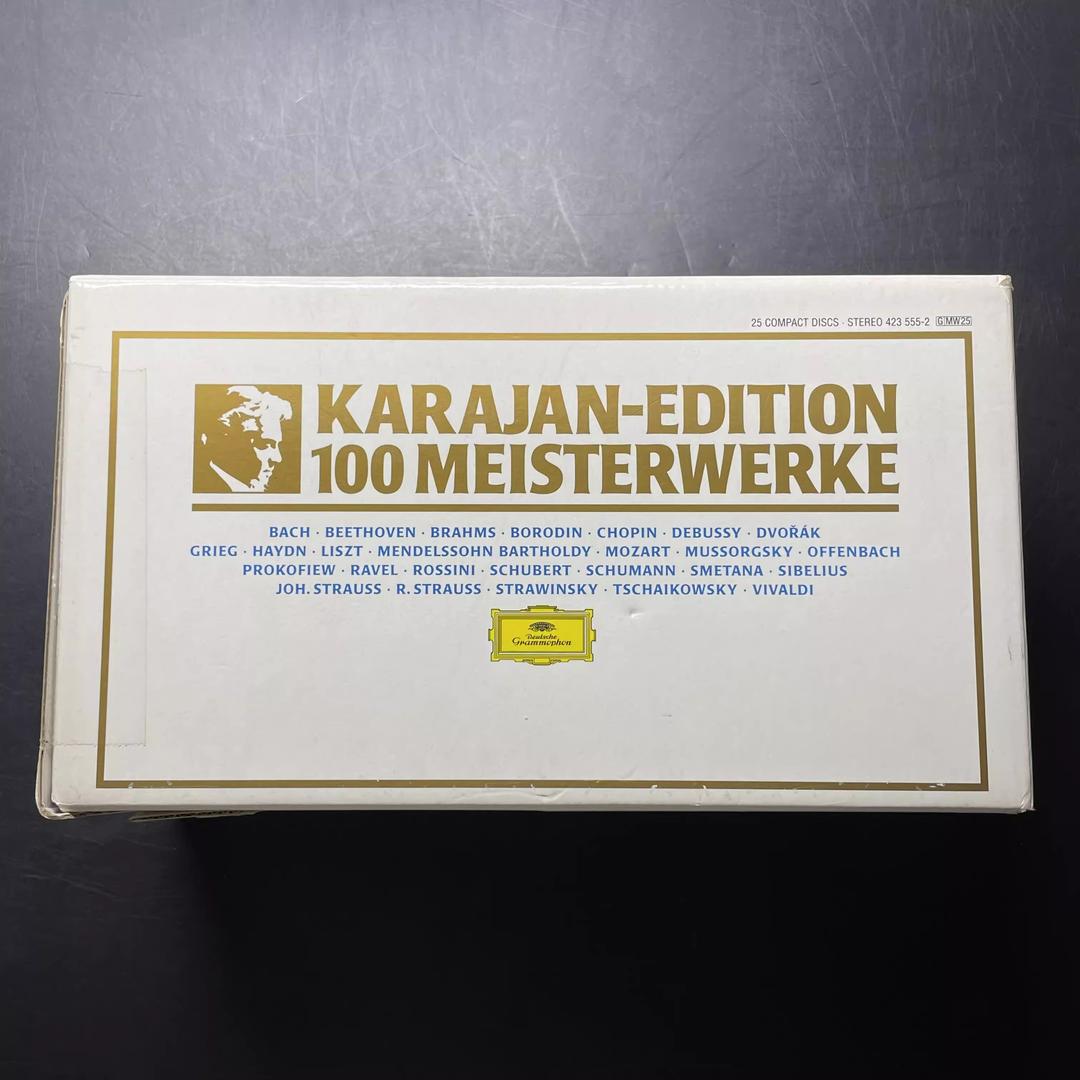 25 COMPACT DISCS · STEREO 423 555-2 GMW25
KARAJAN-EDITION
100 MEISTERWERKE
BACH · BEETHOVEN · BRAHMS · BORODIN · CHOPIN · DEBUSSY · DVOŘÁK
GRIEG · HAYDN · LISZT · MENDELSSOHN BARTHOLDY · MOZART · MUSSORGSKY · OFFENBACH
PROKOFIEW · RAVEL · ROSSINI · SCHUBERT · SCHUMANN · SMETANA · SIBELIUS
JOH. STRAUSS · R. STRAUSS · STRAWINSKY · TSCHAIKOWSKY · VIVALDI
Deutsche
Grammophon